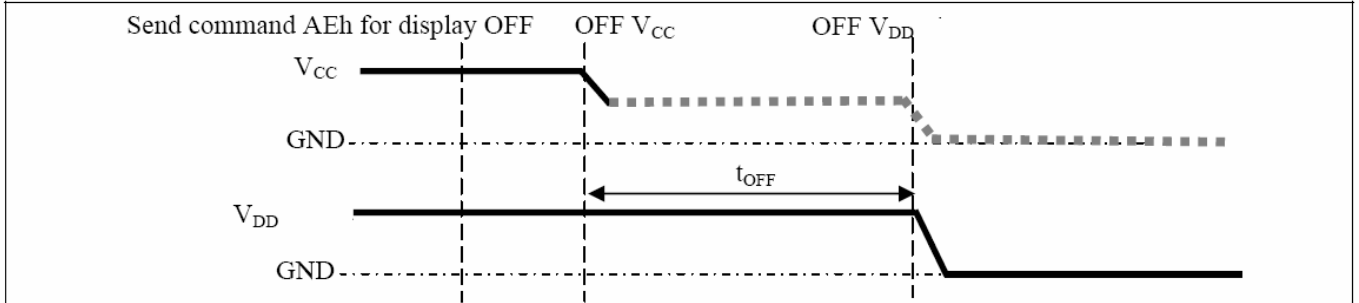 Send command AEh for display OFF OFF VCC OFF VDD
VCC
GND
tOFF
VDD
GND